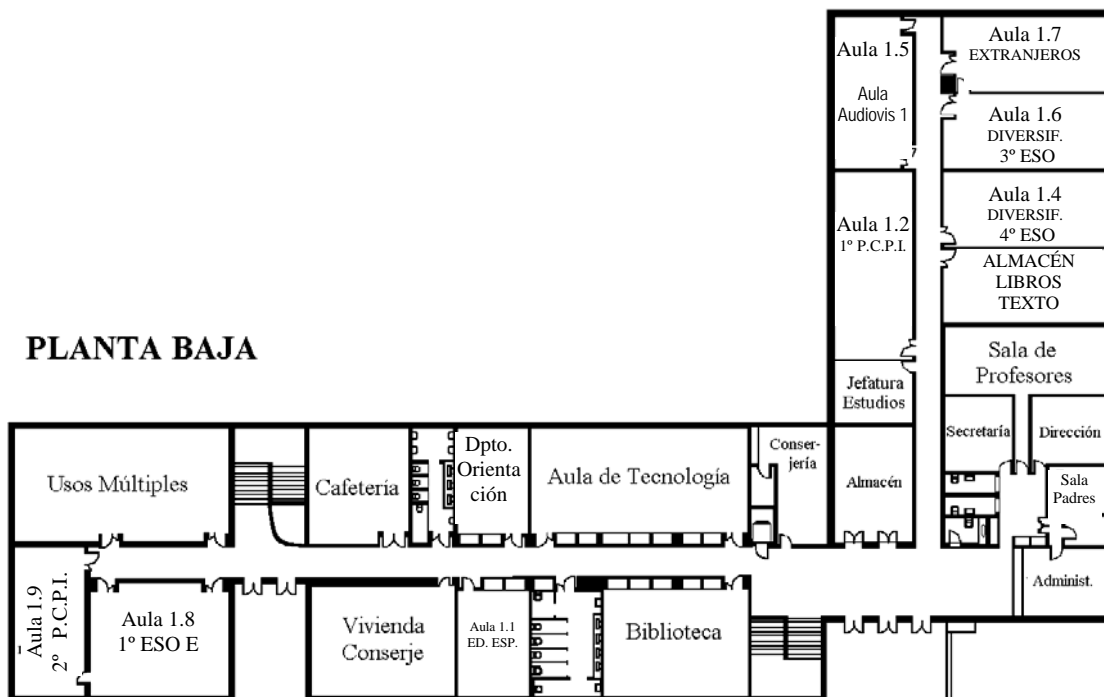 Aula 1.5
Aula
Audiovis 1
Aula 1.7
EXTRANJEROS
Aula 1.6
DIVERSIF.
3º ESO
Aula 1.2
1º P.C.P.I.
Aula 1.4
DIVERSIF.
4º ESO
ALMACÉN
LIBROS
TEXTO
PLANTA BAJA
Jefatura
Estudios
Sala de
Profesores
Secretaría
Dirección
Usos Múltiples
Cafetería
Dpto.
Orienta
ción
Aula de Tecnología
Conser-
jería
Almacén
Sala
Padres
Aula 1.9
2º P.C.P.I.
Aula 1.8
1º ESO E
Vivienda
Conserje
Aula 1.1
ED. ESP.
Biblioteca
Administ.